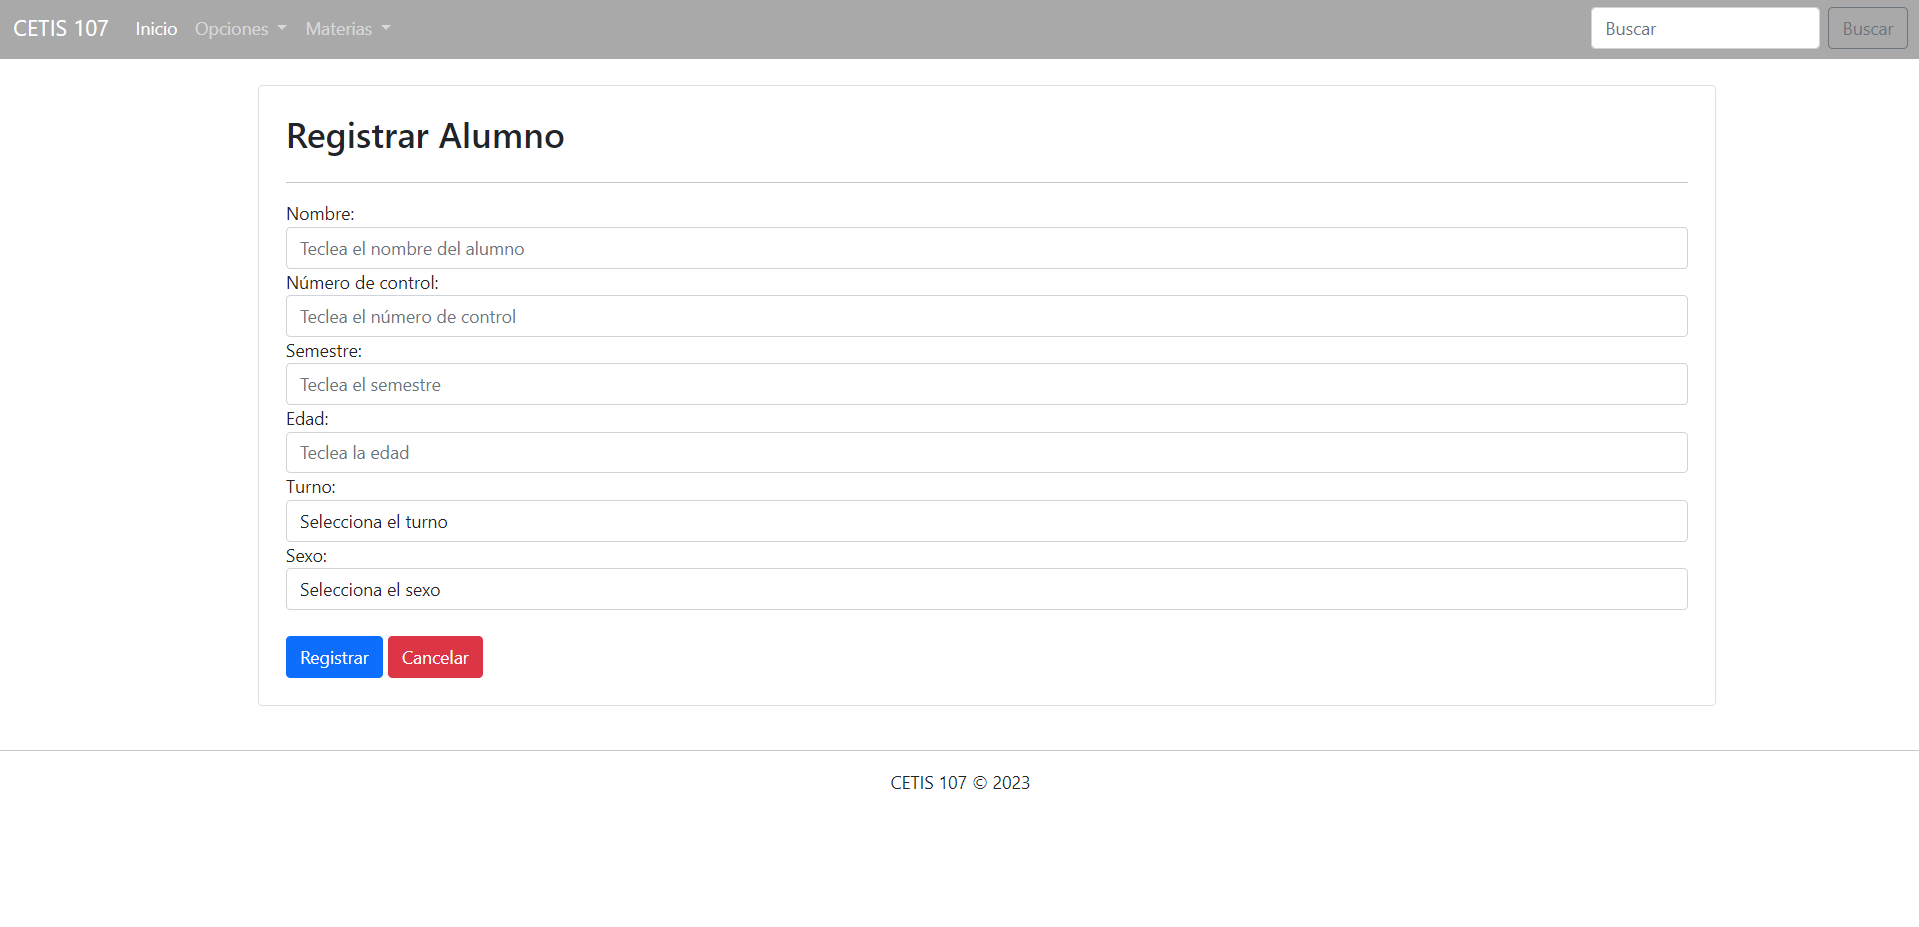 CETIS 107 Inicio Opciones Materias Buscar Buscar
Registrar Alumno
Nombre:
Teclea el nombre del alumno
Número de control:
Teclea el número de control
Semestre:
Teclea el semestre
Edad:
Teclea la edad
Turno:
Selecciona el turno
Sexo:
Selecciona el sexo
Registrar Cancelar
CETIS 107 © 2023